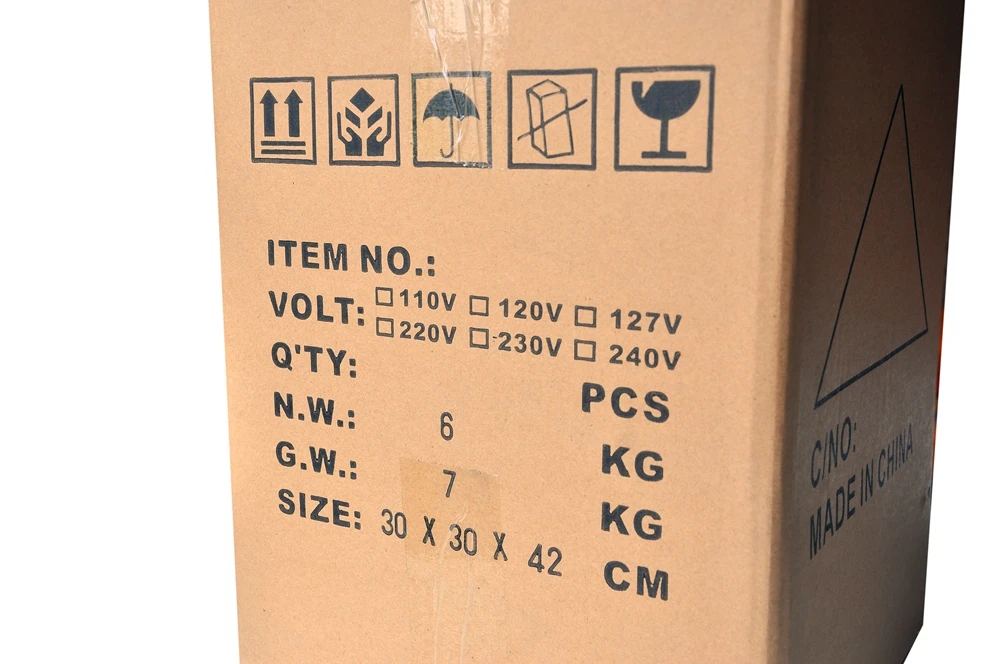 ITEM NO.:
VOLT: ☐110V ☐120V ☐127V
☐220V ☐230V ☐240V
Q'TY: PCS
N.W.: 6 KG
G.W.: 7 KG
SIZE: 30 X 30 X 42 CM
C/NO:
MADE IN CHINA